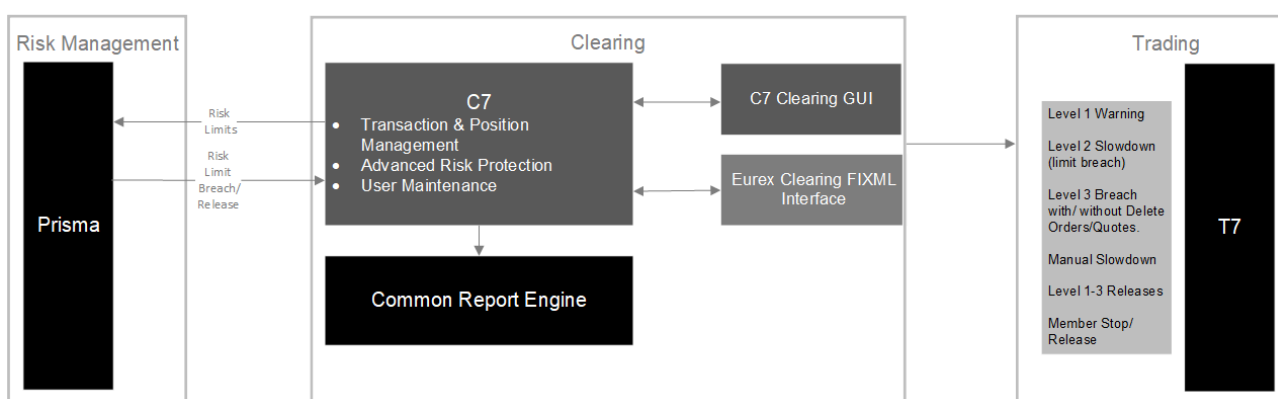 Risk Management
Prisma
Risk
Limits
Risk
Limit
Breach/
Release
Clearing
C7
• Transaction & Position
Management
• Advanced Risk Protection
• User Maintenance
Common Report Engine
C7 Clearing GUI
Eurex Clearing FIXML
Interface
Trading
Level 1 Warning
Level 2 Slowdown
(limit breach)
Level 3 Breach
with/ without Delete
Orders/Quotes.
Manual Slowdown
Level 1-3 Releases
Member Stop/
Release
T7